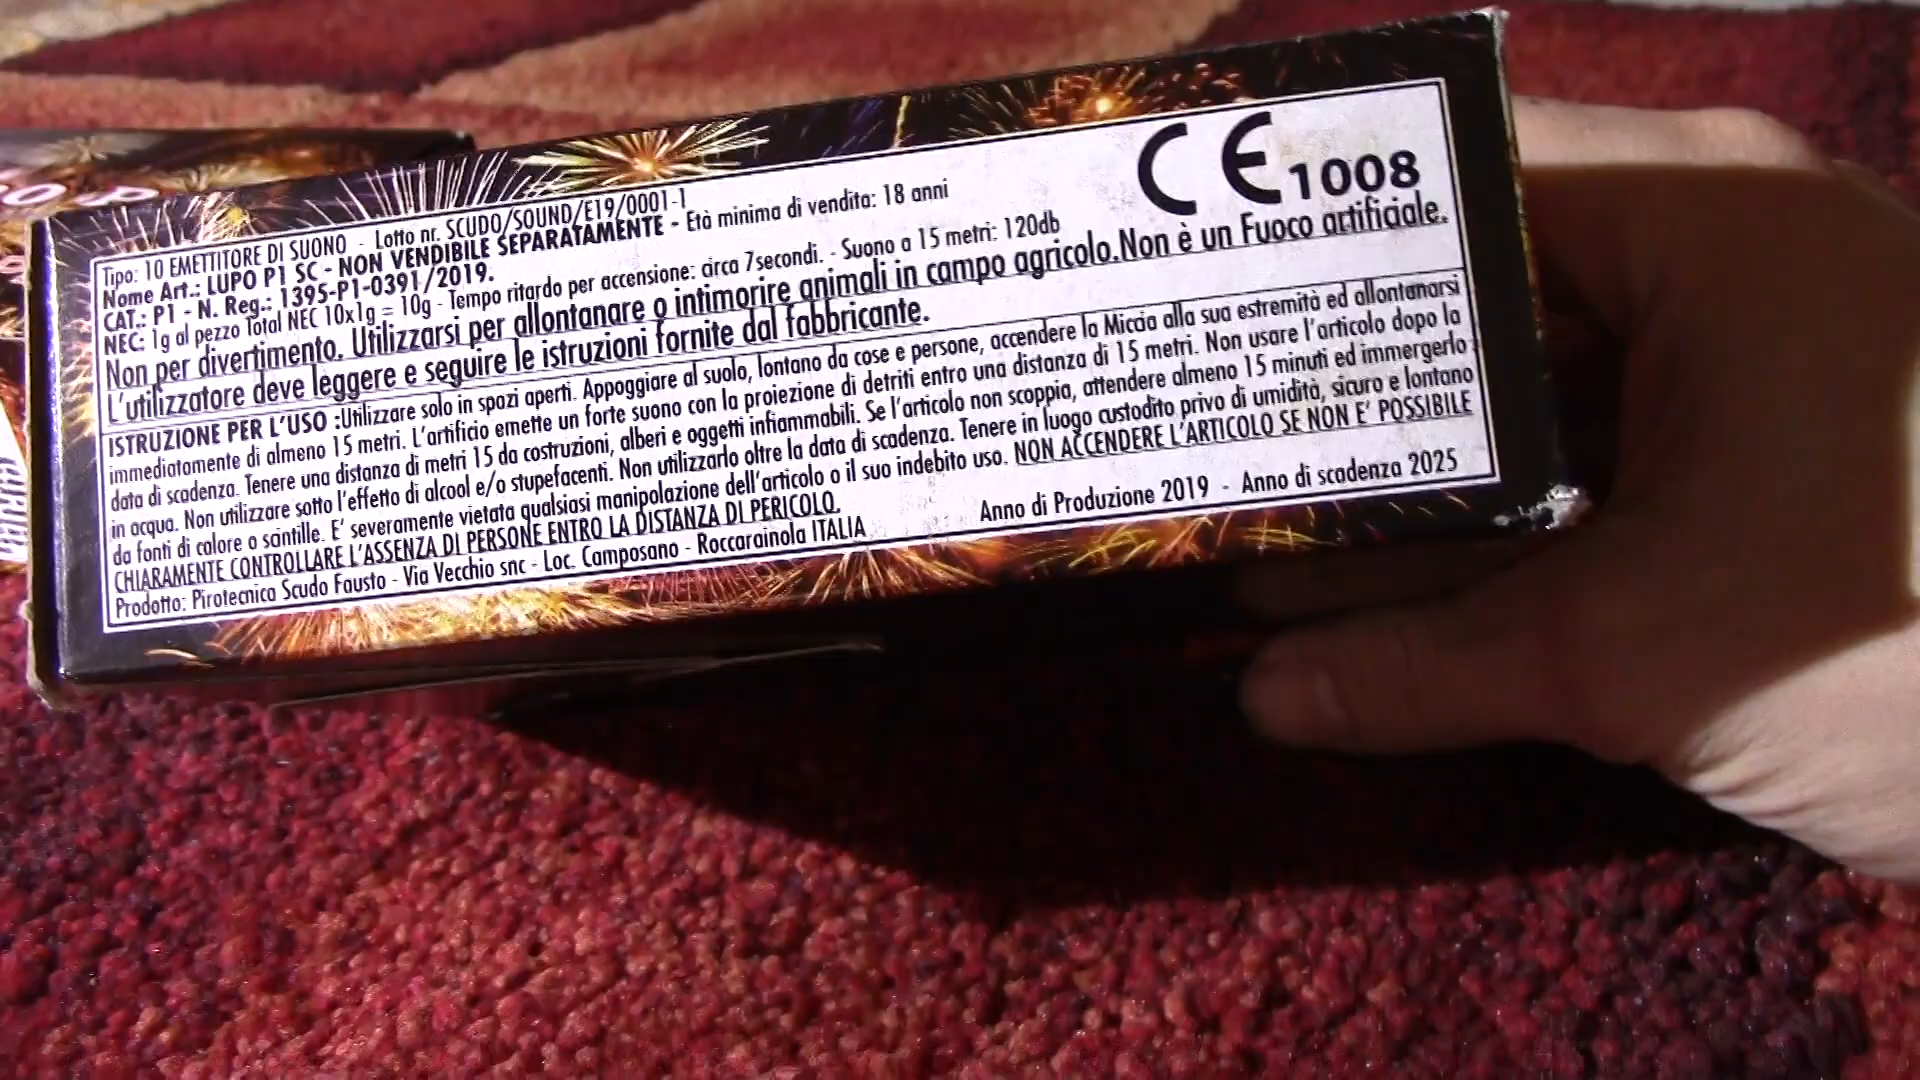 Tipo: 10 EMETTITORE DI SUONO - Lotto nr. SCUDO/SOUND/E19/0001-1
Nome Art.: LUPO P1 SC - NON VENDIBILE SEPARATAMENTE - Età minima di vendita: 18 anni
CAT.: P1 - N. Reg.: 1395-P1-0391/2019.
NEC: 1g al pezzo Total NEC 10x1g = 10g - Tempo ritardo per accensione: circa 7secondi. - Suono a 15 metri: 120db
CE 1008
Non per divertimento. Utilizzarsi per allontanare o intimorire animali in campo agricolo.Non è un Fuoco artificiale.
L'utilizzatore deve leggere e seguire le istruzioni fornite dal fabbricante.
ISTRUZIONE PER L'USO :Utilizzare solo in spazi aperti. Appoggiare al suolo, lontano da cose e persone, accendere la Miccia alla sua estremità ed allontanarsi
immediatamente di almeno 15 metri. L'artificio emette un forte suono con la proiezione di detriti entro una distanza di 15 metri. Non usare l'articolo dopo la
data di scadenza. Tenere una distanza di metri 15 da costruzioni, alberi e oggetti infiammabili. Se l'articolo non scoppia, attendere almeno 15 minuti ed immergerlo
in acqua. Non utilizzare sotto l'effetto di alcool e/o stupefacenti. Non utilizzarlo oltre la data di scadenza. Tenere in luogo custodito privo di umidità, sicuro e lontano
da fonti di calore o scintille. E' severamente vietata qualsiasi manipolazione dell'articolo o il suo indebito uso. NON ACCENDERE L'ARTICOLO SE NON E' POSSIBILE
CHIARAMENTE CONTROLLARE L'ASSENZA DI PERSONE ENTRO LA DISTANZA DI PERICOLO.
Prodotto: Pirotecnica Scudo Fausto - Via Vecchio snc - Loc. Camposano - Roccarainola ITALIA
Anno di Produzione 2019 - Anno di scadenza 2025